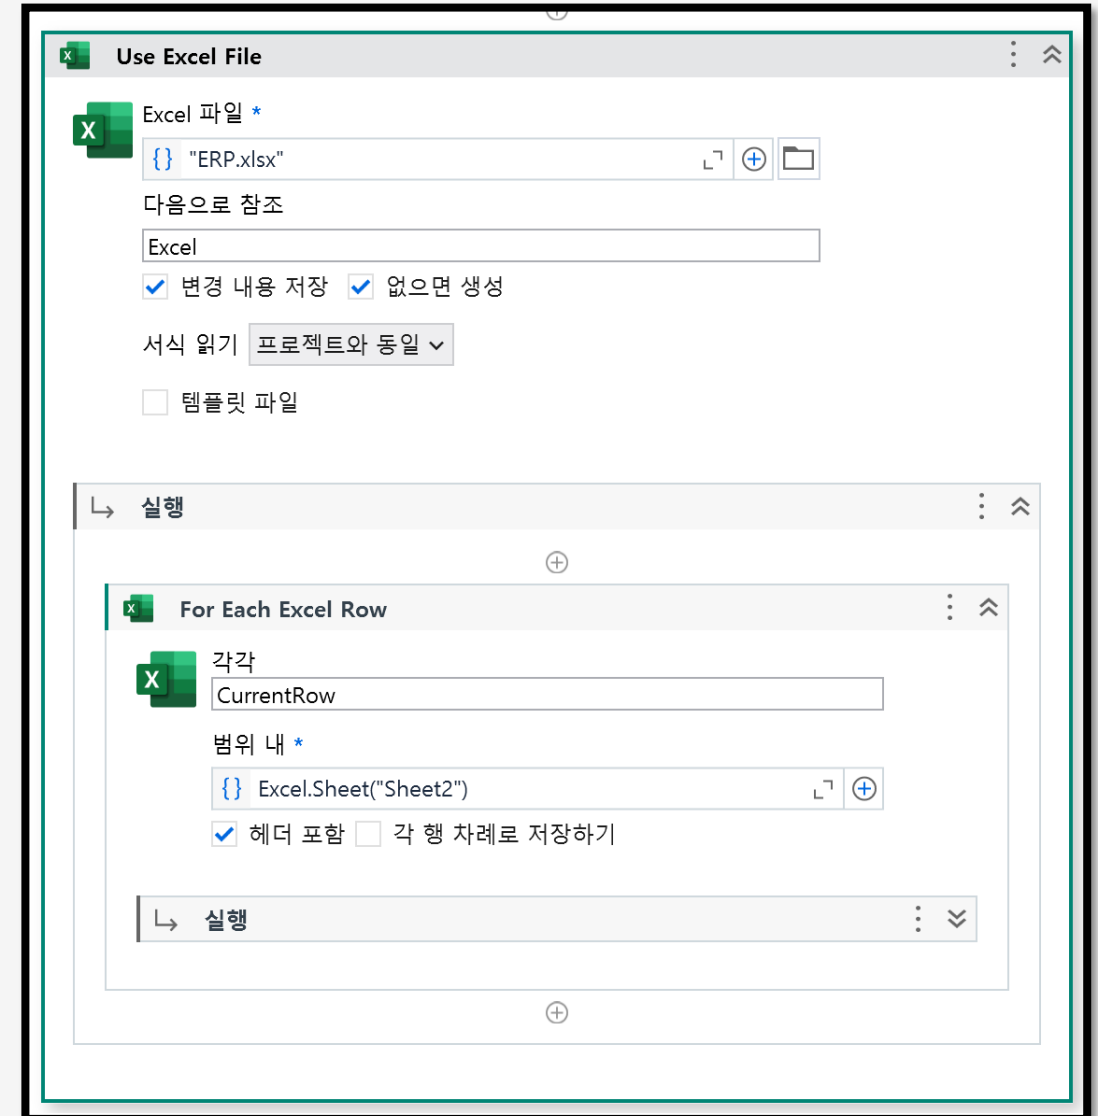 Use Excel File
Excel 파일 *
{} "ERP.xlsx"
다음으로 참조
Excel
변경 내용 저장 없으면 생성
서식 읽기 프로젝트와 동일
템플릿 파일
실행
For Each Excel Row
각각
CurrentRow
범위 내 *
{} Excel.Sheet("Sheet2")
헤더 포함 각 행 차례로 저장하기
실행